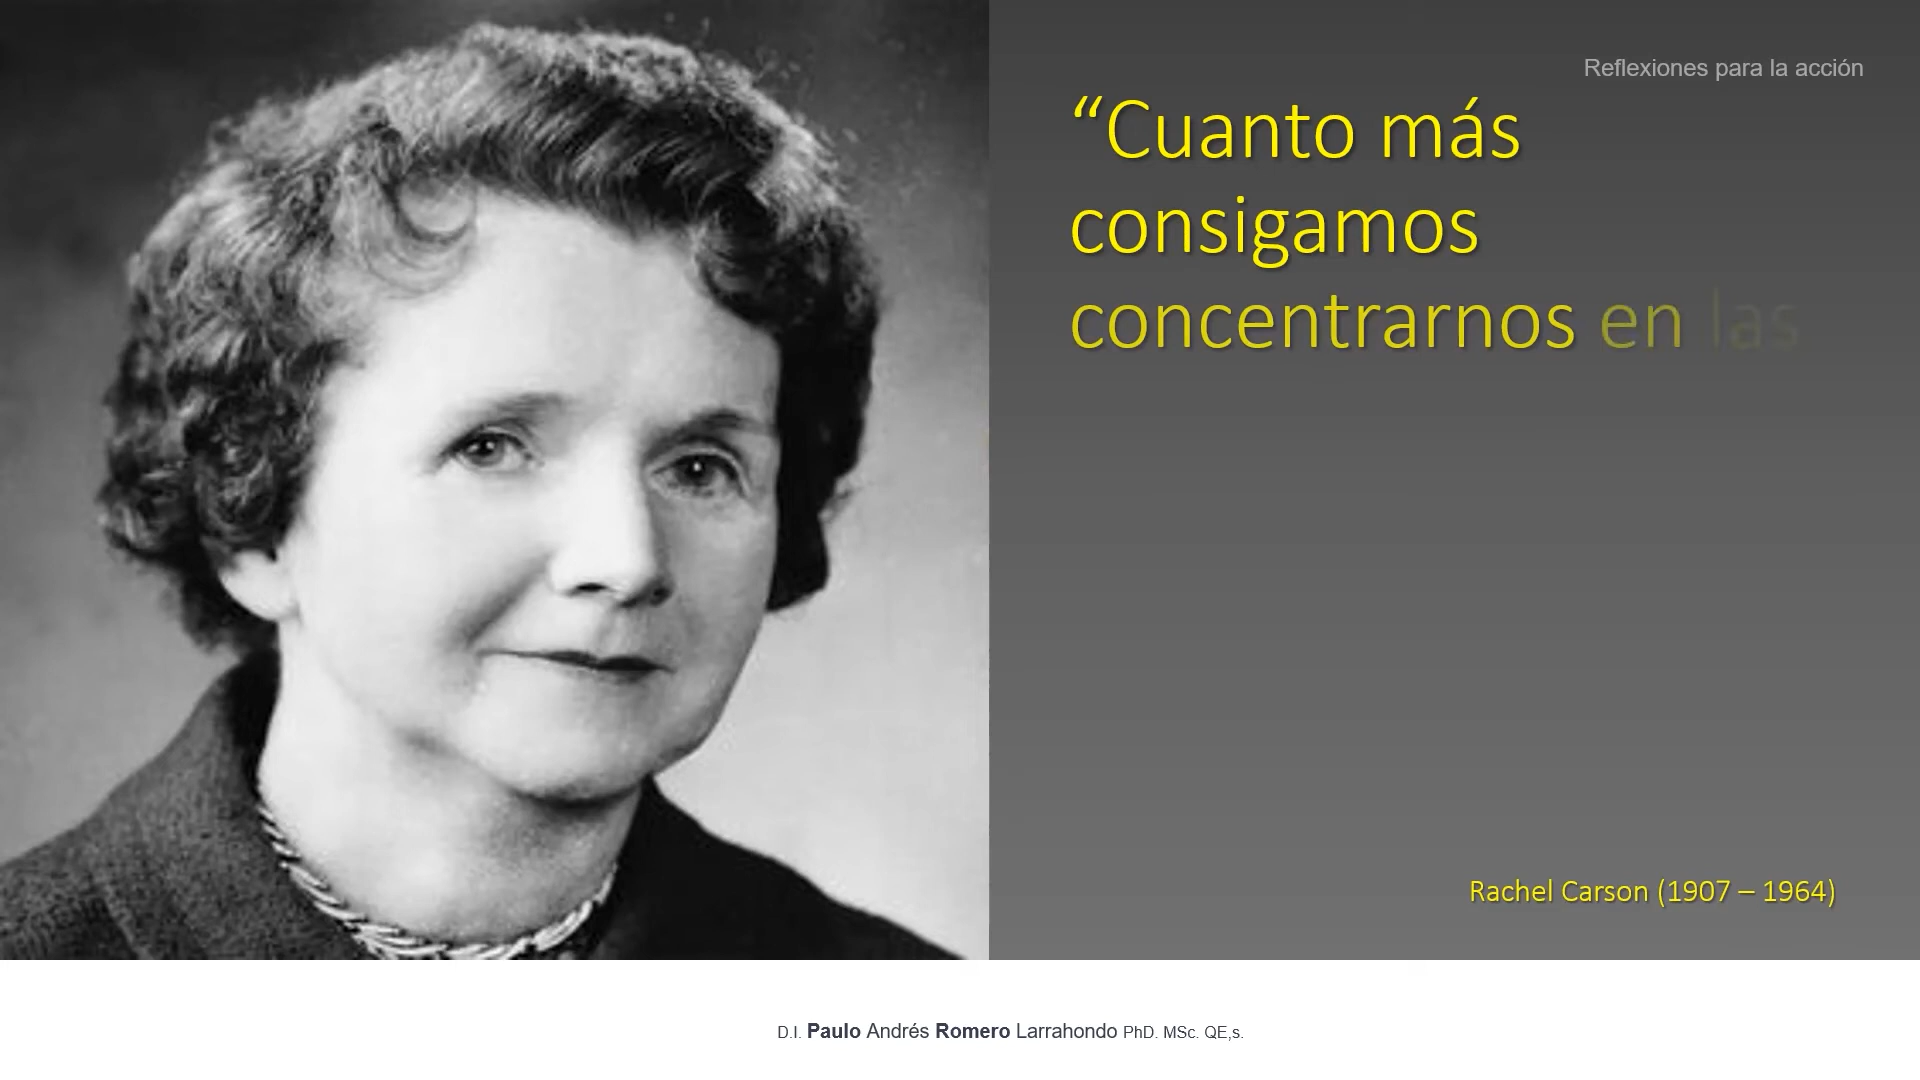 Reflexiones para la acción
“Cuanto más
consigamos
concentrarnos en las
Rachel Carson (1907 – 1964)
D.I. Paulo Andrés Romero Larrahondo PhD. MSc. QE,s.